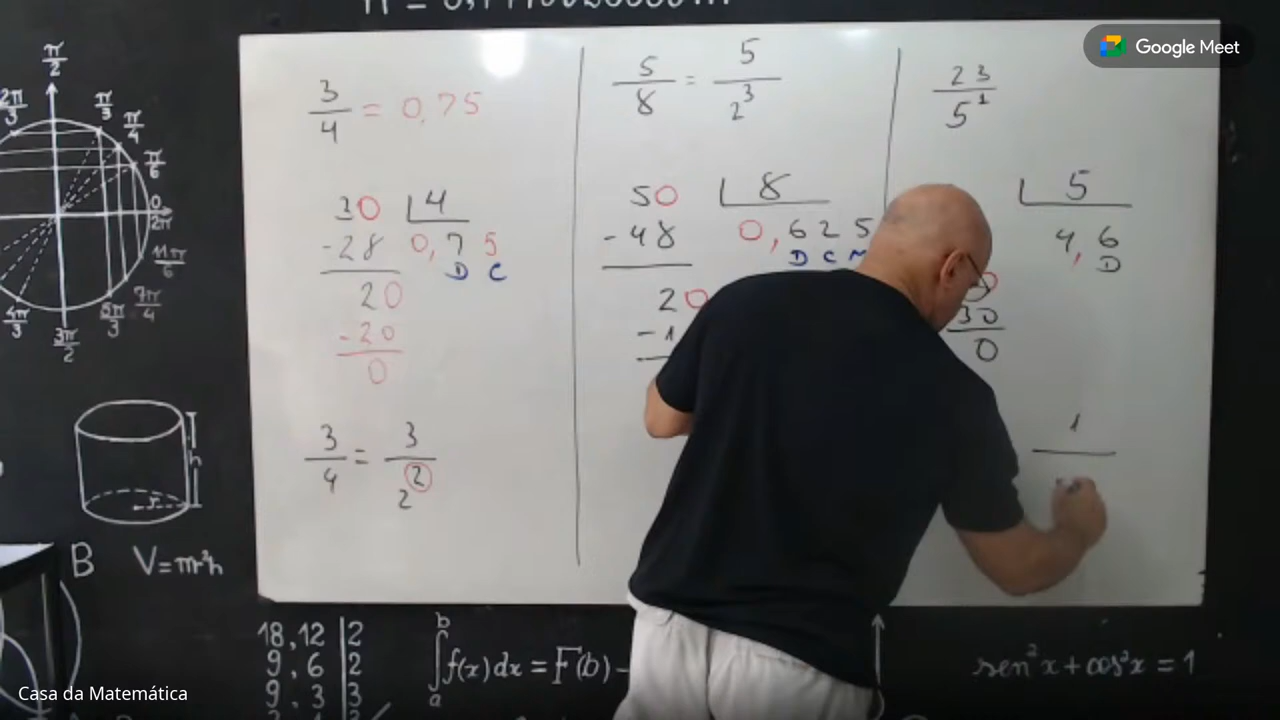 Google Meet
π/2
2π/3
π/3
π/4
π/6
0
2π
11π/6
7π/4
5π/3
3π/2
4π/3
h
r
B V=πr²h
3/4 = 0,75
30 4
-28 0,75
D C
20
-20
0
3/4 = 3/2²
5/8 = 5/2³
50 8
-48 0,625
D C M
20
-1
23/5¹
5
4,6
D
30
0
1
18,12 | 2
9,6 | 2
9,3 | 3
∫ f(x)dx = F(b) -
b
a
sen²x + cos²x = 1
Casa da Matemática